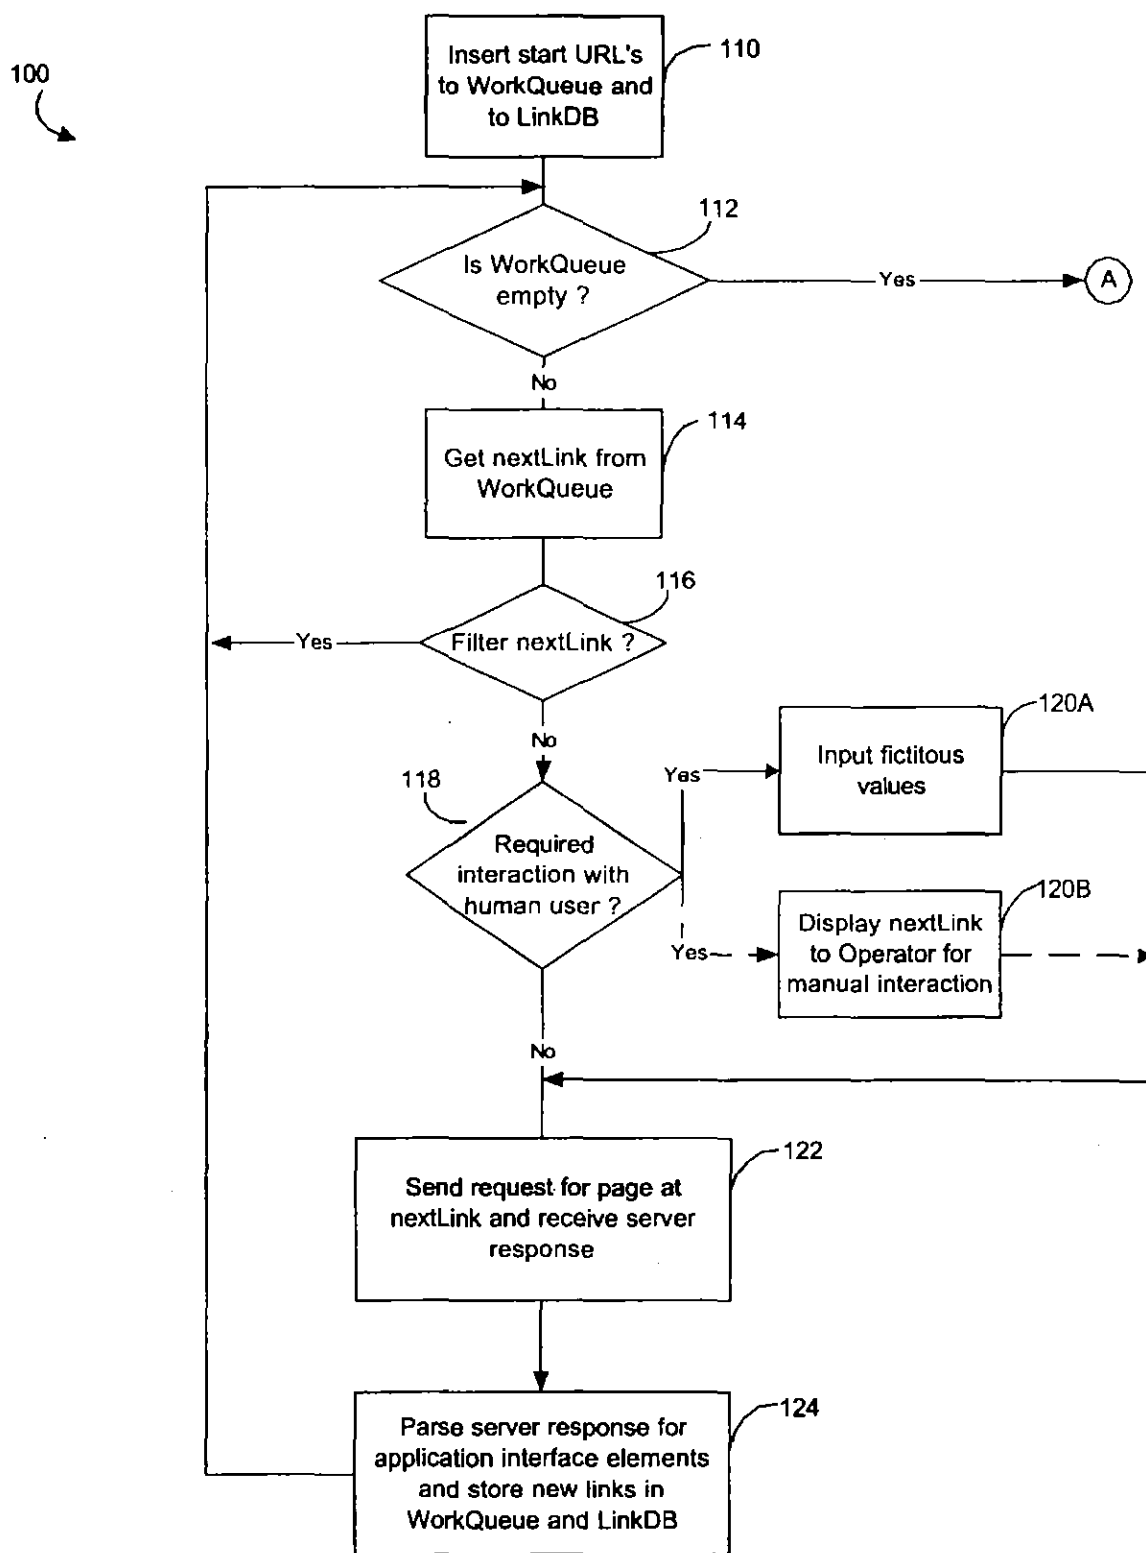 100
Insert start URL's
to WorkQueue and
to LinkDB
110
112
Is WorkQueue
empty ?
Yes
A
No
114
Get nextLink from
WorkQueue
116
Filter nextLink ?
Yes
No
118
Required
interaction with
human user ?
Yes
120A
Input fictitous
values
Yes
120B
Display nextLink
to Operator for
manual interaction
No
122
Send request for page at
nextLink and receive server
response
124
Parse server response for
application interface elements
and store new links in
WorkQueue and LinkDB